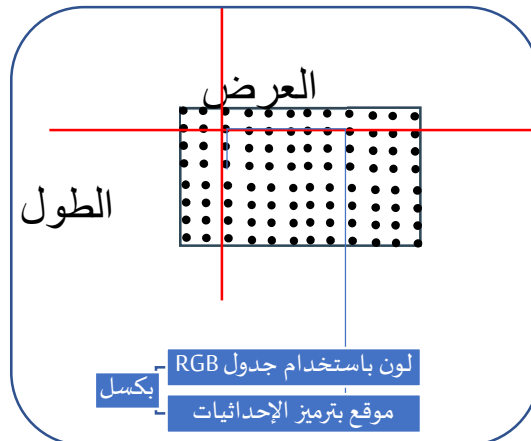 العرض
الطول
لون باستخدام جدول RGB
بكسل
موقع بترميز الإحداثيات